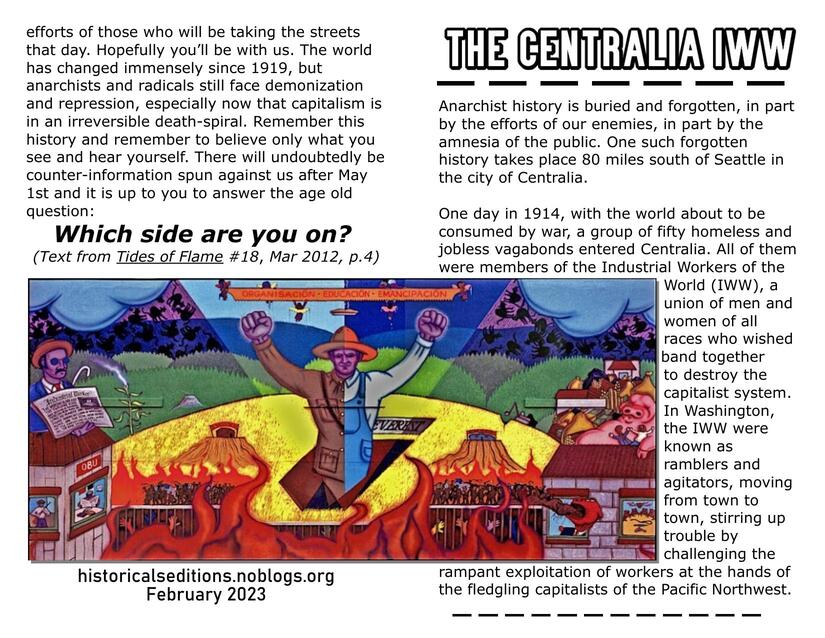 efforts of those who will be taking the streets
that day. Hopefully you'll be with us. The world
has changed immensely since 1919, but
anarchists and radicals still face demonization
and repression, especially now that capitalism is
in an irreversible death-spiral. Remember this
history and remember to believe only what you
see and hear yourself. There will undoubtedly be
counter-information spun against us after May
1st and it is up to you to answer the age old
question:
Which side are you on?
(Text from Tides of Flame #18, Mar 2012, p.4)
ORGANISACIÓN • EDUCACIÓN • EMANCIPACIÓN
Industrial Worker
EVEREST
OBU
historicalseditions.noblogs.org
February 2023
THE CENTRALIA IWW
Anarchist history is buried and forgotten, in part
by the efforts of our enemies, in part by the
amnesia of the public. One such forgotten
history takes place 80 miles south of Seattle in
the city of Centralia.
One day in 1914, with the world about to be
consumed by war, a group of fifty homeless and
jobless vagabonds entered Centralia. All of them
were members of the Industrial Workers of the
World (IWW), a
union of men and
women of all
races who wished
band together
to destroy the
capitalist system.
In Washington,
the IWW were
known as
ramblers and
agitators, moving
from town to
town, stirring up
trouble by
challenging the
rampant exploitation of workers at the hands of
the fledgling capitalists of the Pacific Northwest.